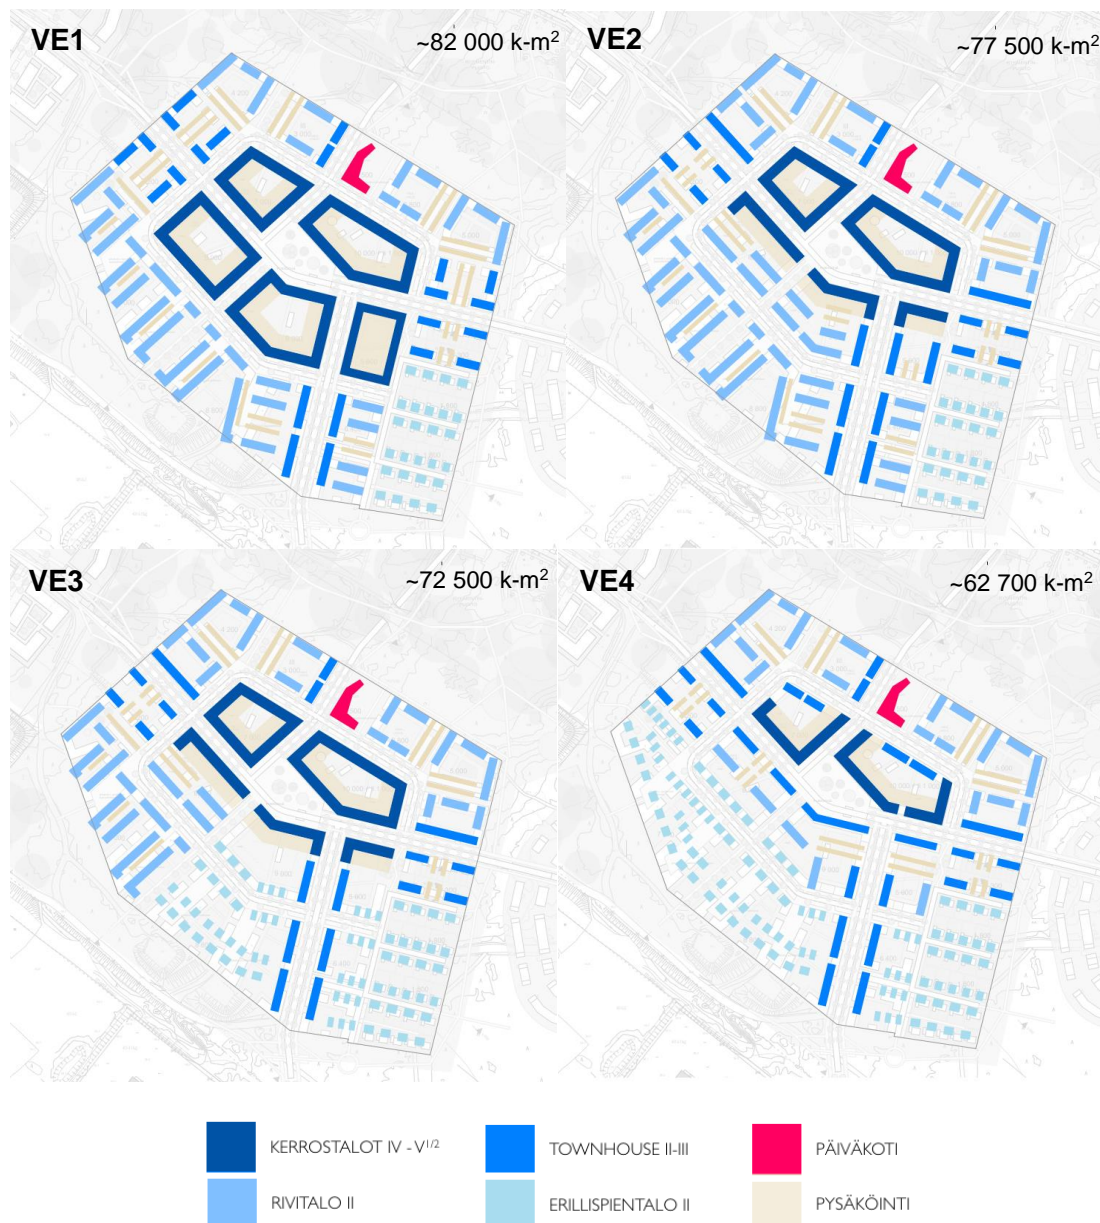 VE1
~82 000 k-m²
VE2
~77 500 k-m²
VE3
~72 500 k-m²
VE4
~62 700 k-m²
KERROSTALOT IV - V1/2
TOWNHOUSE II-III
PÄIVÄKOTI
RIVITALO II
ERILLISPIENTALO II
PYSÄKÖINTI